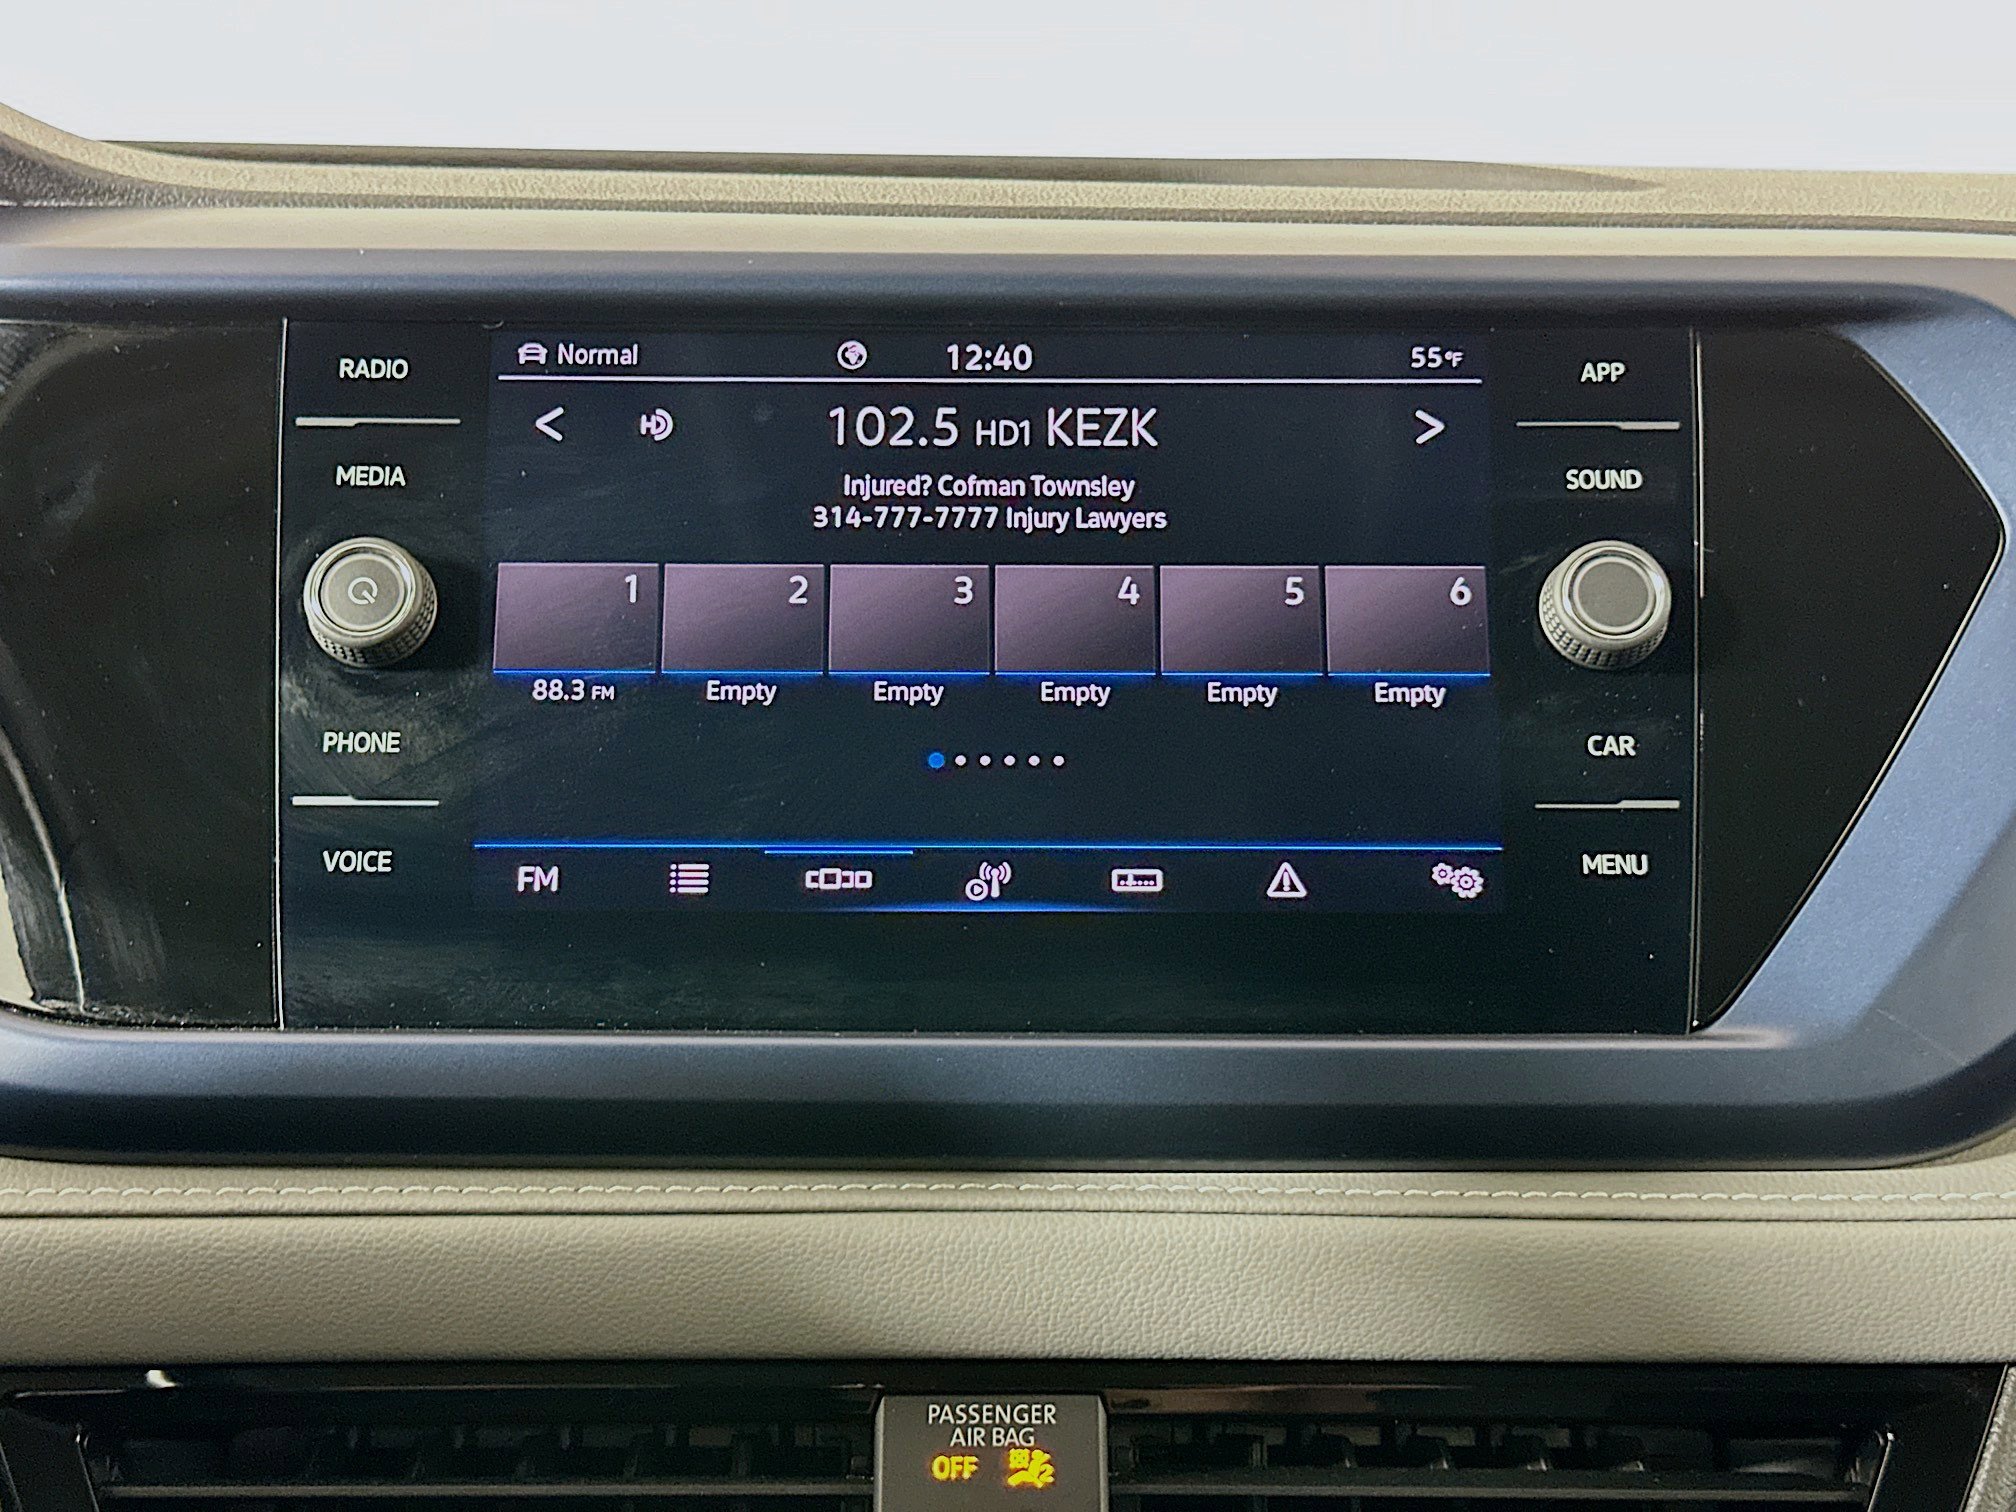 RADIO
MEDIA
PHONE
VOICE
Normal 12:40 55°F
HD 102.5 HD1 KEZK
Injured? Cofman Townsley
314-777-7777 Injury Lawyers
1 2 3 4 5 6
88.3 FM Empty Empty Empty Empty Empty
FM
APP
SOUND
CAR
MENU
PASSENGER
AIR BAG
OFF 2